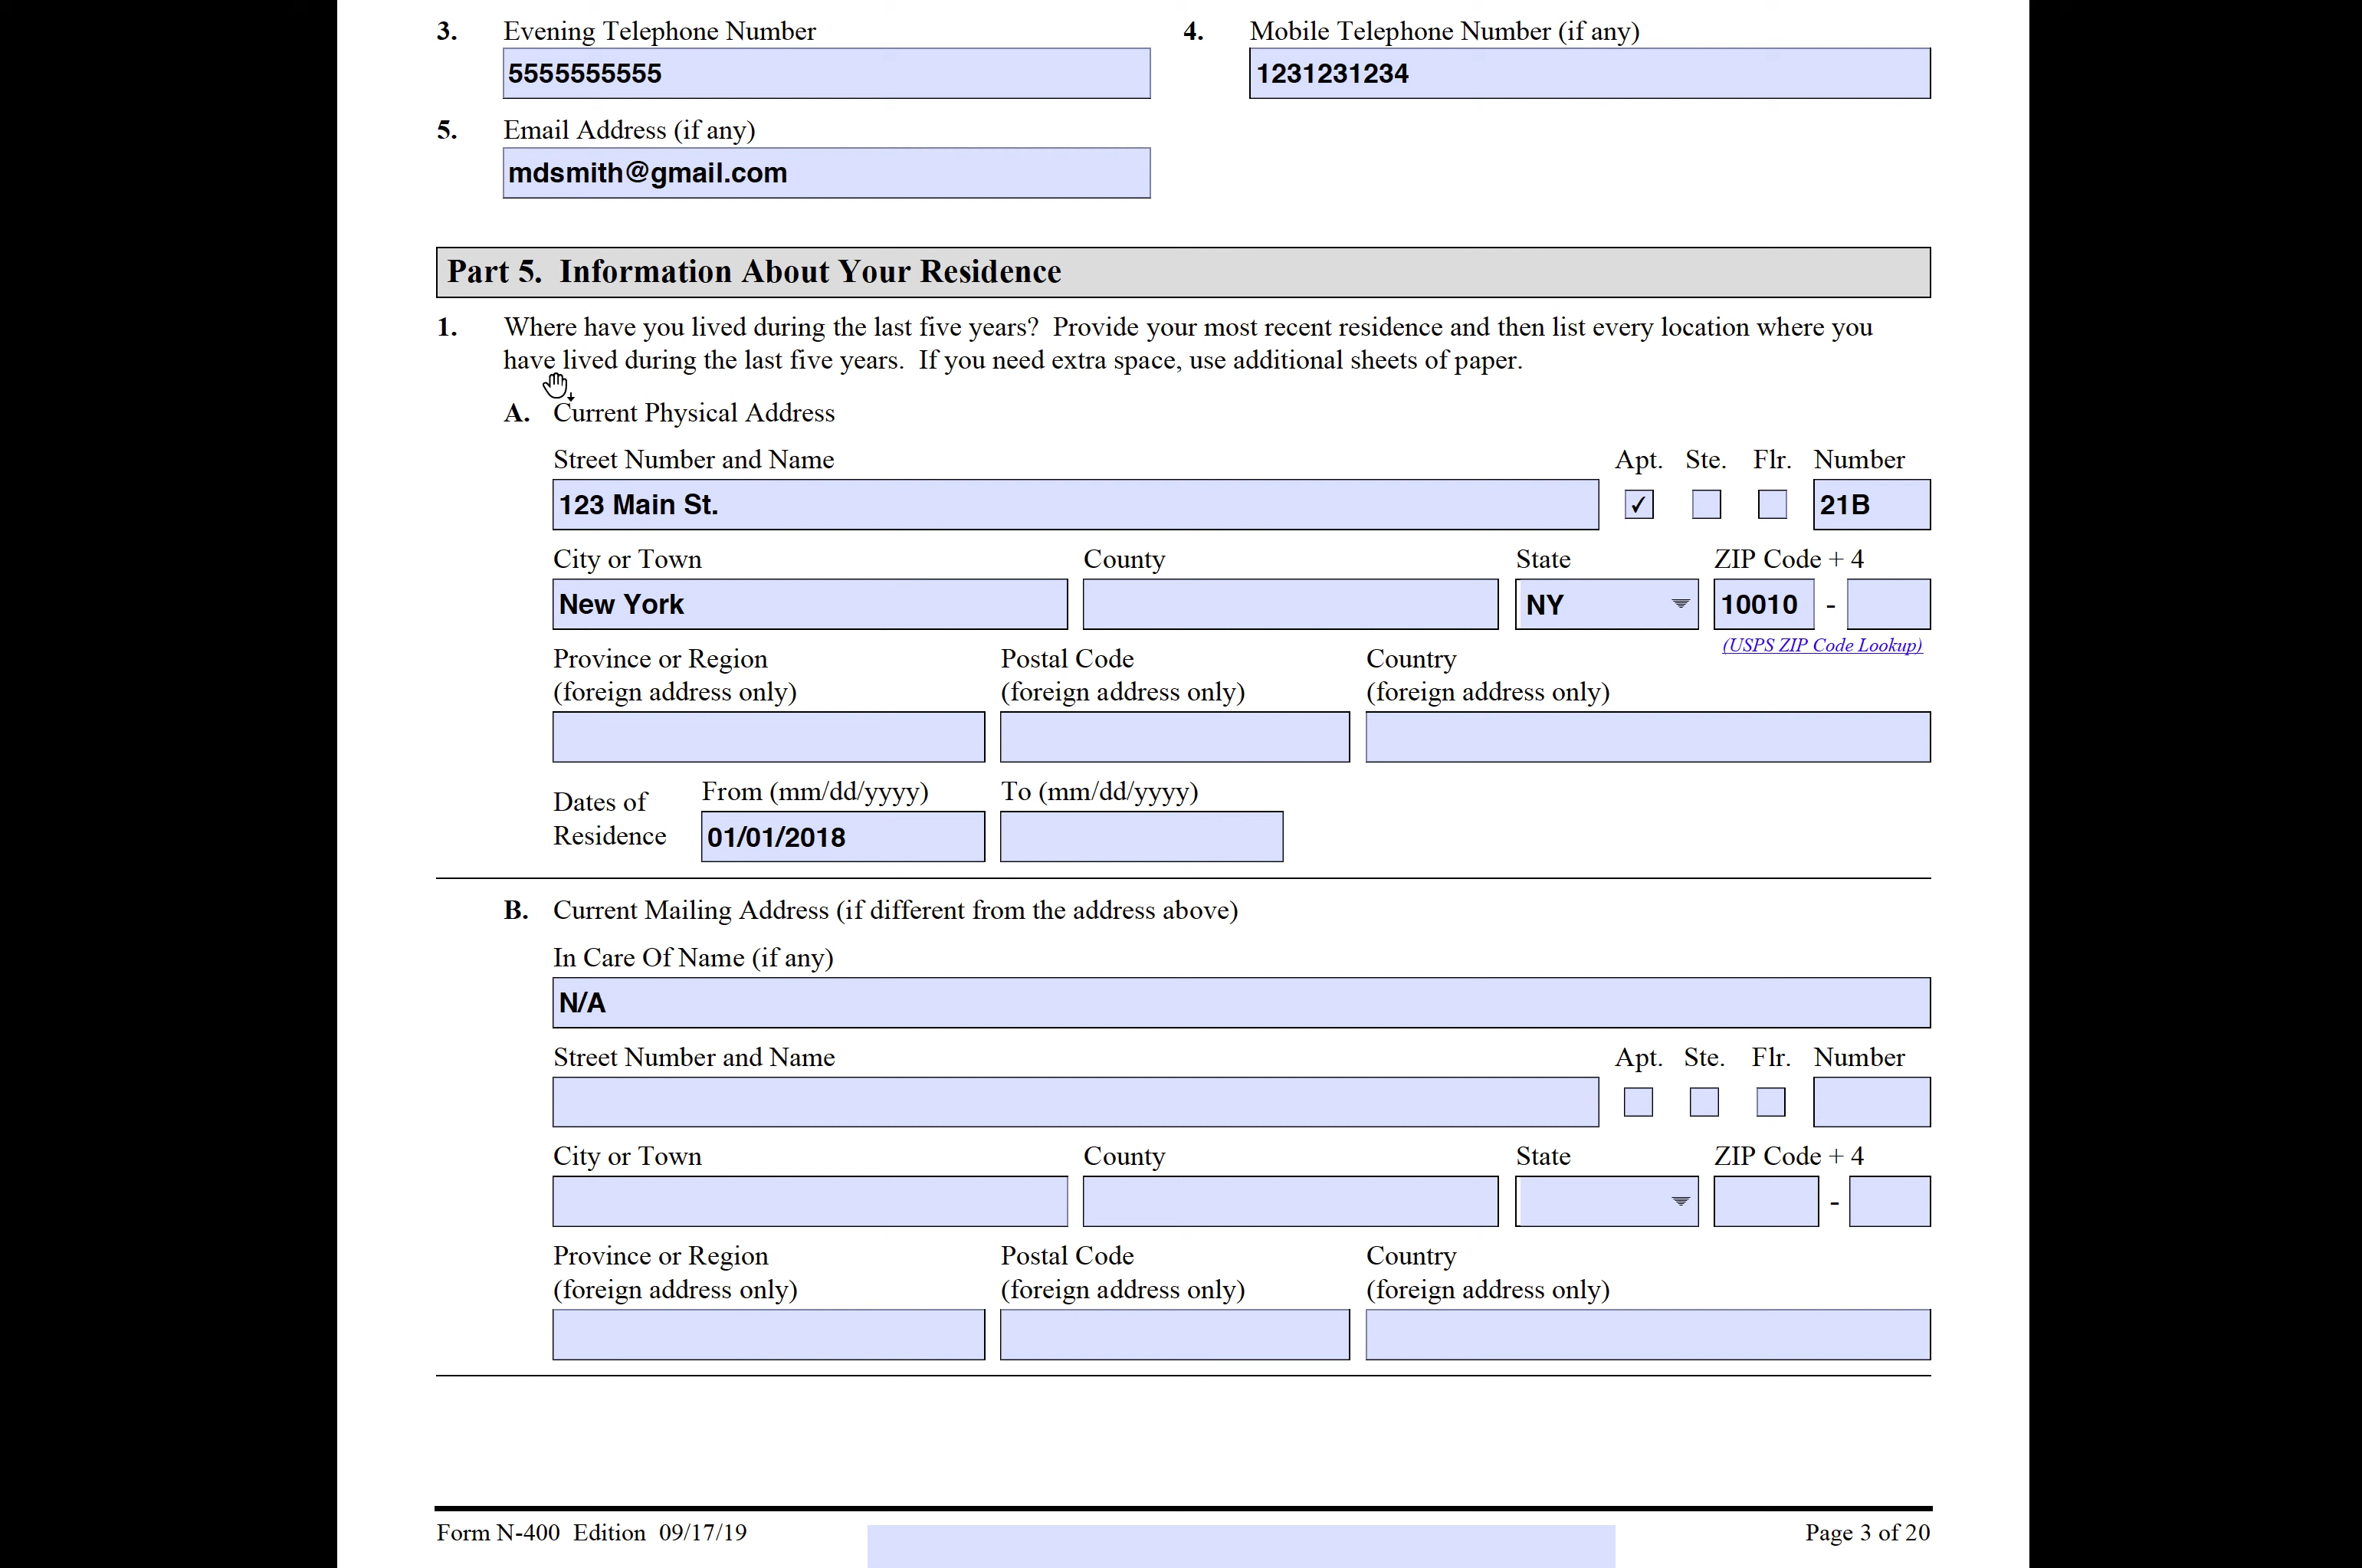 3. Evening Telephone Number 4. Mobile Telephone Number (if any)
5555555555 1231231234
5. Email Address (if any)
mdsmith@gmail.com
Part 5. Information About Your Residence
1. Where have you lived during the last five years? Provide your most recent residence and then list every location where you
have lived during the last five years. If you need extra space, use additional sheets of paper.
A. Current Physical Address
Street Number and Name Apt. Ste. Flr. Number
123 Main St. ✓ 21B
City or Town County State ZIP Code + 4
New York NY 10010 -
(USPS ZIP Code Lookup)
Province or Region Postal Code Country
(foreign address only) (foreign address only) (foreign address only)
Dates of From (mm/dd/yyyy) To (mm/dd/yyyy)
Residence 01/01/2018
B. Current Mailing Address (if different from the address above)
In Care Of Name (if any)
N/A
Street Number and Name Apt. Ste. Flr. Number
City or Town County State ZIP Code + 4
-
Province or Region Postal Code Country
(foreign address only) (foreign address only) (foreign address only)
Form N-400 Edition 09/17/19 Page 3 of 20